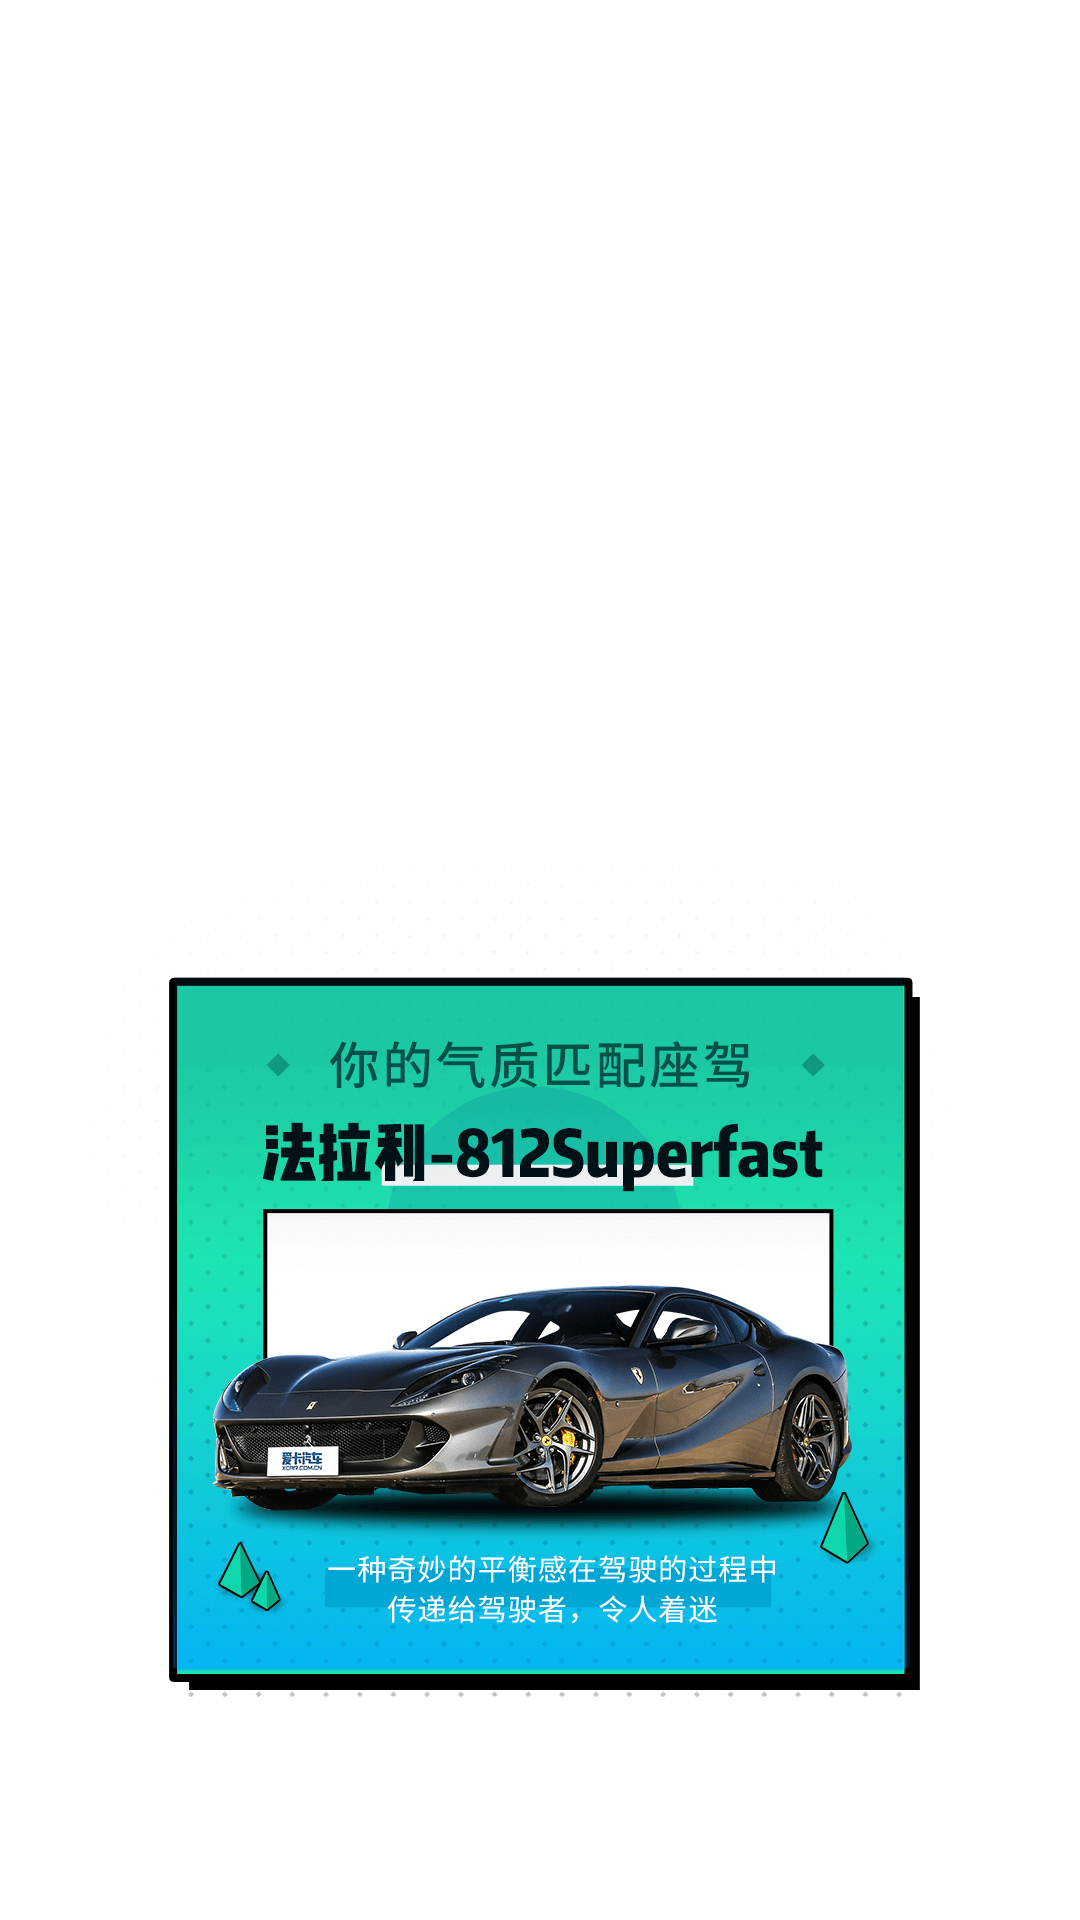 你的气质匹配座驾
法拉利-812Superfast
爱卡汽车
XCAR.COM.CN
一种奇妙的平衡感在驾驶的过程中
传递给驾驶者，令人着迷